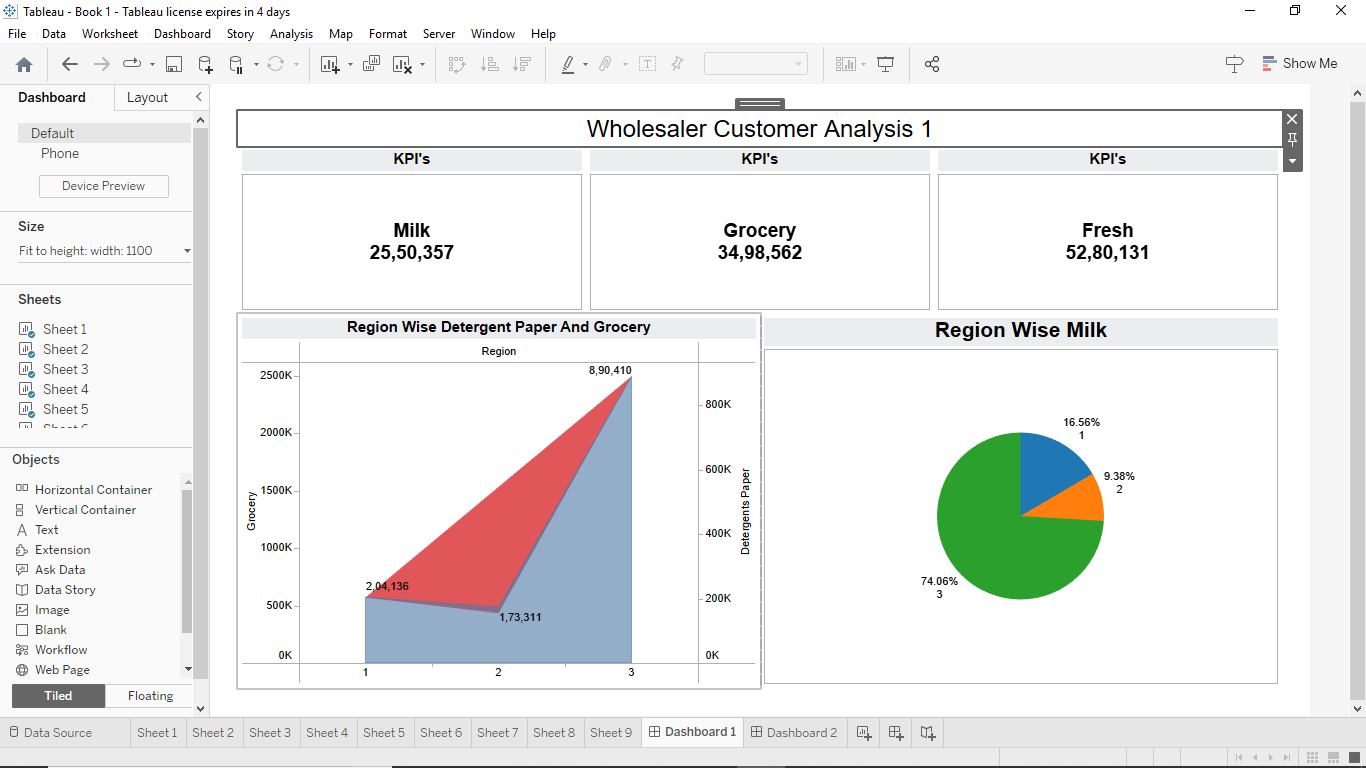 Tableau - Book 1 - Tableau license expires in 4 days
File Data Worksheet Dashboard Story Analysis Map Format Server Window Help
Show Me
Dashboard Layout
Default
Phone
Device Preview
Size
Fit to height: width: 1100
Sheets
Sheet 1
Sheet 2
Sheet 3
Sheet 4
Sheet 5
Objects
Horizontal Container
Vertical Container
Text
Extension
Ask Data
Data Story
Image
Blank
Workflow
Web Page
Tiled Floating
Wholesaler Customer Analysis 1
KPI's KPI's KPI's
Milk
25,50,357
Grocery
34,98,562
Fresh
52,80,131
Region Wise Detergent Paper And Grocery
Region
8,90,410
2500K
2000K
1500K
1000K
500K
0K
Grocery
2,04,136
1,73,311
800K
600K
400K
200K
0K
Detergents Paper
1 2 3
Region Wise Milk
16.56%
1
9.38%
2
74.06%
3
Data Source Sheet 1 Sheet 2 Sheet 3 Sheet 4 Sheet 5 Sheet 6 Sheet 7 Sheet 8 Sheet 9 Dashboard 1 Dashboard 2